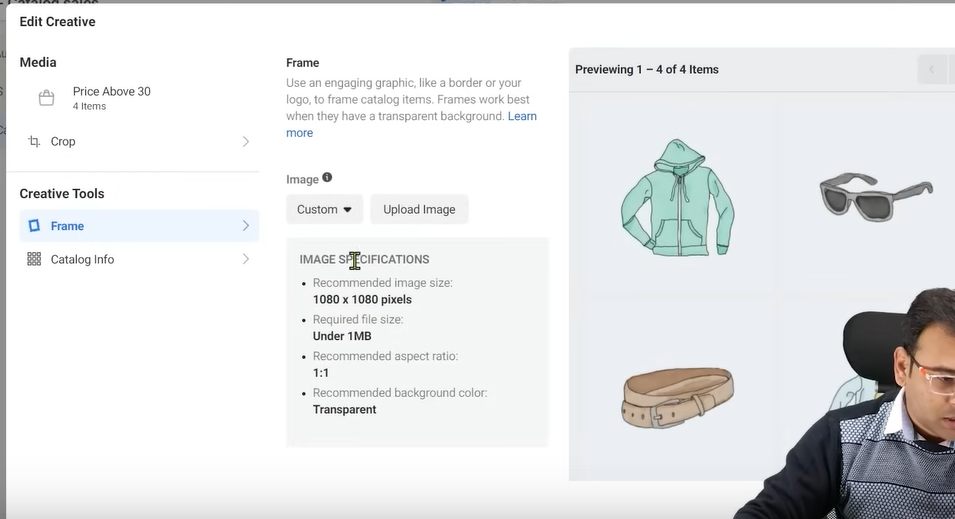 Catalog sales
Edit Creative
Media
Price Above 30
4 Items
Crop
Creative Tools
Frame
Catalog Info
Frame
Use an engaging graphic, like a border or your
logo, to frame catalog items. Frames work best
when they have a transparent background. Learn
more
Image
Custom
Upload Image
IMAGE SPECIFICATIONS
• Recommended image size:
1080 x 1080 pixels
• Required file size:
Under 1MB
• Recommended aspect ratio:
1:1
• Recommended background color:
Transparent
Previewing 1 – 4 of 4 Items